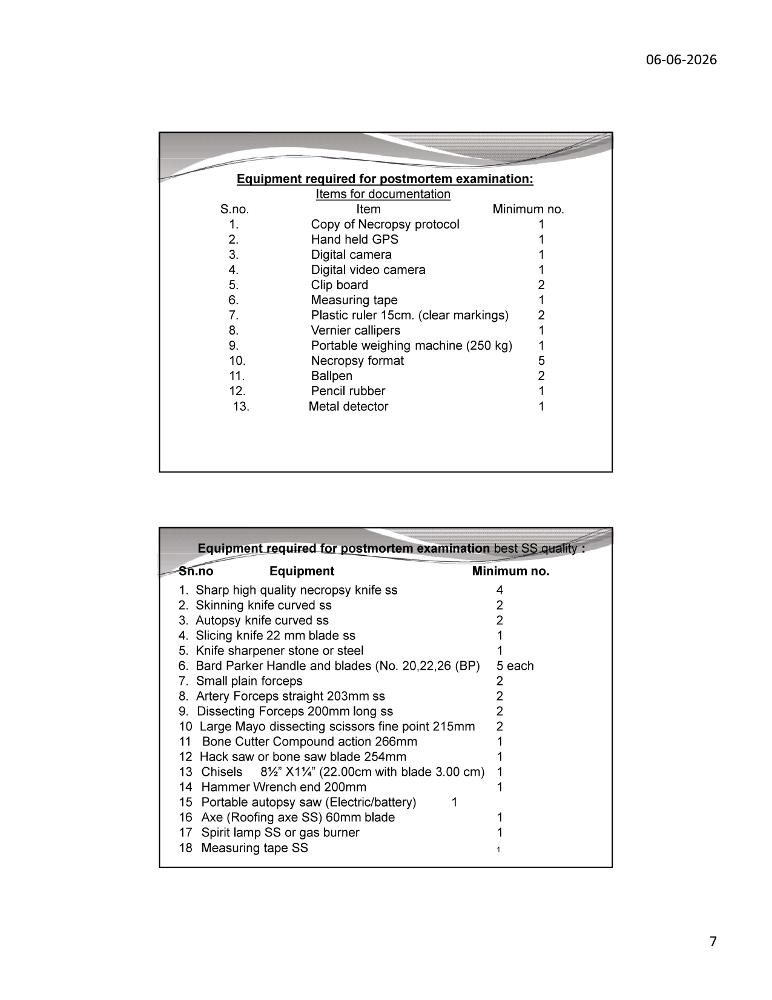 06-06-2026
Equipment required for postmortem examination:
Items for documentation
S.no. Item Minimum no.
1. Copy of Necropsy protocol 1
2. Hand held GPS 1
3. Digital camera 1
4. Digital video camera 1
5. Clip board 2
6. Measuring tape 1
7. Plastic ruler 15cm. (clear markings) 2
8. Vernier callipers 1
9. Portable weighing machine (250 kg) 1
10. Necropsy format 5
11. Ballpen 2
12. Pencil rubber 1
13. Metal detector 1
Equipment required for postmortem examination best SS quality :
Sn.no Equipment Minimum no.
1. Sharp high quality necropsy knife ss 4
2. Skinning knife curved ss 2
3. Autopsy knife curved ss 2
4. Slicing knife 22 mm blade ss 1
5. Knife sharpener stone or steel 1
6. Bard Parker Handle and blades (No. 20,22,26 (BP) 5 each
7. Small plain forceps 2
8. Artery Forceps straight 203mm ss 2
9. Dissecting Forceps 200mm long ss 2
10 Large Mayo dissecting scissors fine point 215mm 2
11 Bone Cutter Compound action 266mm 1
12 Hack saw or bone saw blade 254mm 1
13 Chisels 8½” X1¼” (22.00cm with blade 3.00 cm) 1
14 Hammer Wrench end 200mm 1
15 Portable autopsy saw (Electric/battery) 1
16 Axe (Roofing axe SS) 60mm blade 1
17 Spirit lamp SS or gas burner 1
18 Measuring tape SS 1
7